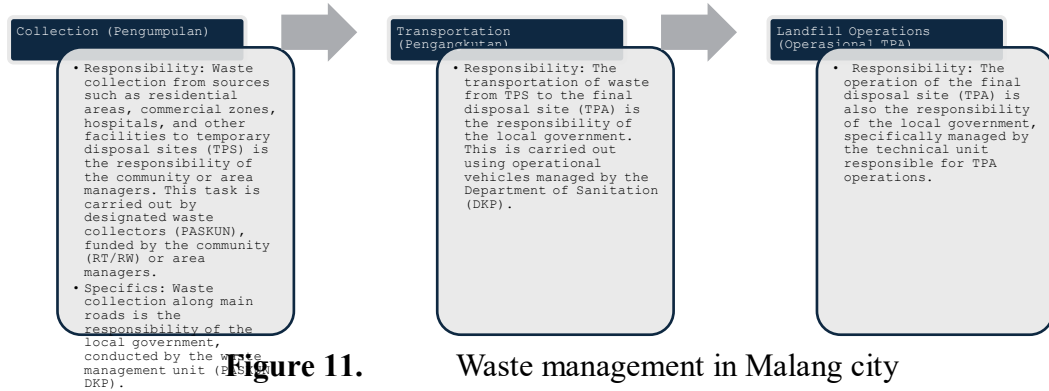 Collection (Pengumpulan)
• Responsibility: Waste
collection from sources
such as residential
areas, commercial zones,
hospitals, and other
facilities to temporary
disposal sites (TPS) is
the responsibility of
the community or area
managers. This task is
carried out by
designated waste
collectors (PASKUN),
funded by the community
(RT/RW) or area
managers.
• Specifics: Waste
collection along main
roads is the
responsibility of the
local government,
conducted by the waste
management unit (PASKUN
DKP).
Transportation
(Pengangkutan)
• Responsibility: The
transportation of waste
from TPS to the final
disposal site (TPA) is
the responsibility of
the local government.
This is carried out
using operational
vehicles managed by the
Department of Sanitation
(DKP).
Landfill Operations
(Operasional TPA)
• Responsibility: The
operation of the final
disposal site (TPA) is
also the responsibility
of the local government,
specifically managed by
the technical unit
responsible for TPA
operations.
Figure 11. Waste management in Malang city